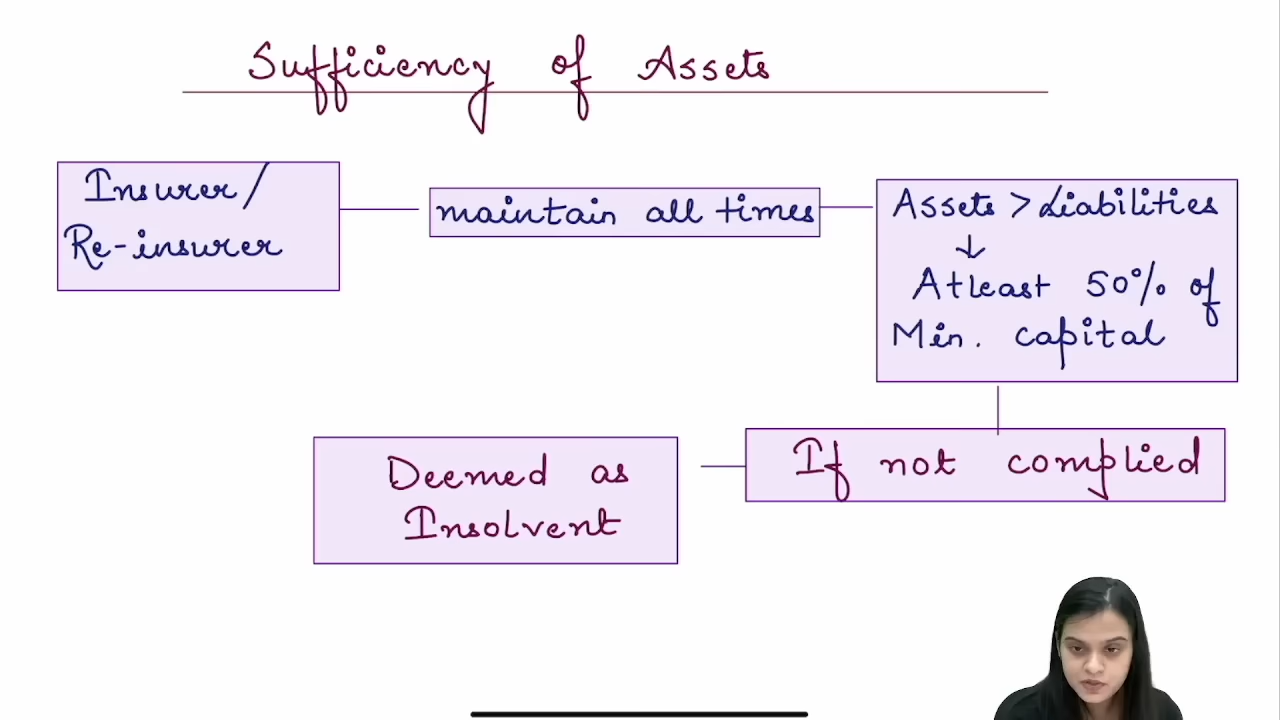 Sufficiency of Assets
Insurer/
Re-insurer
maintain all times
Assets > Liabilities
↓
Atleast 50% of
Min. capital
If not complied
Deemed as
Insolvent